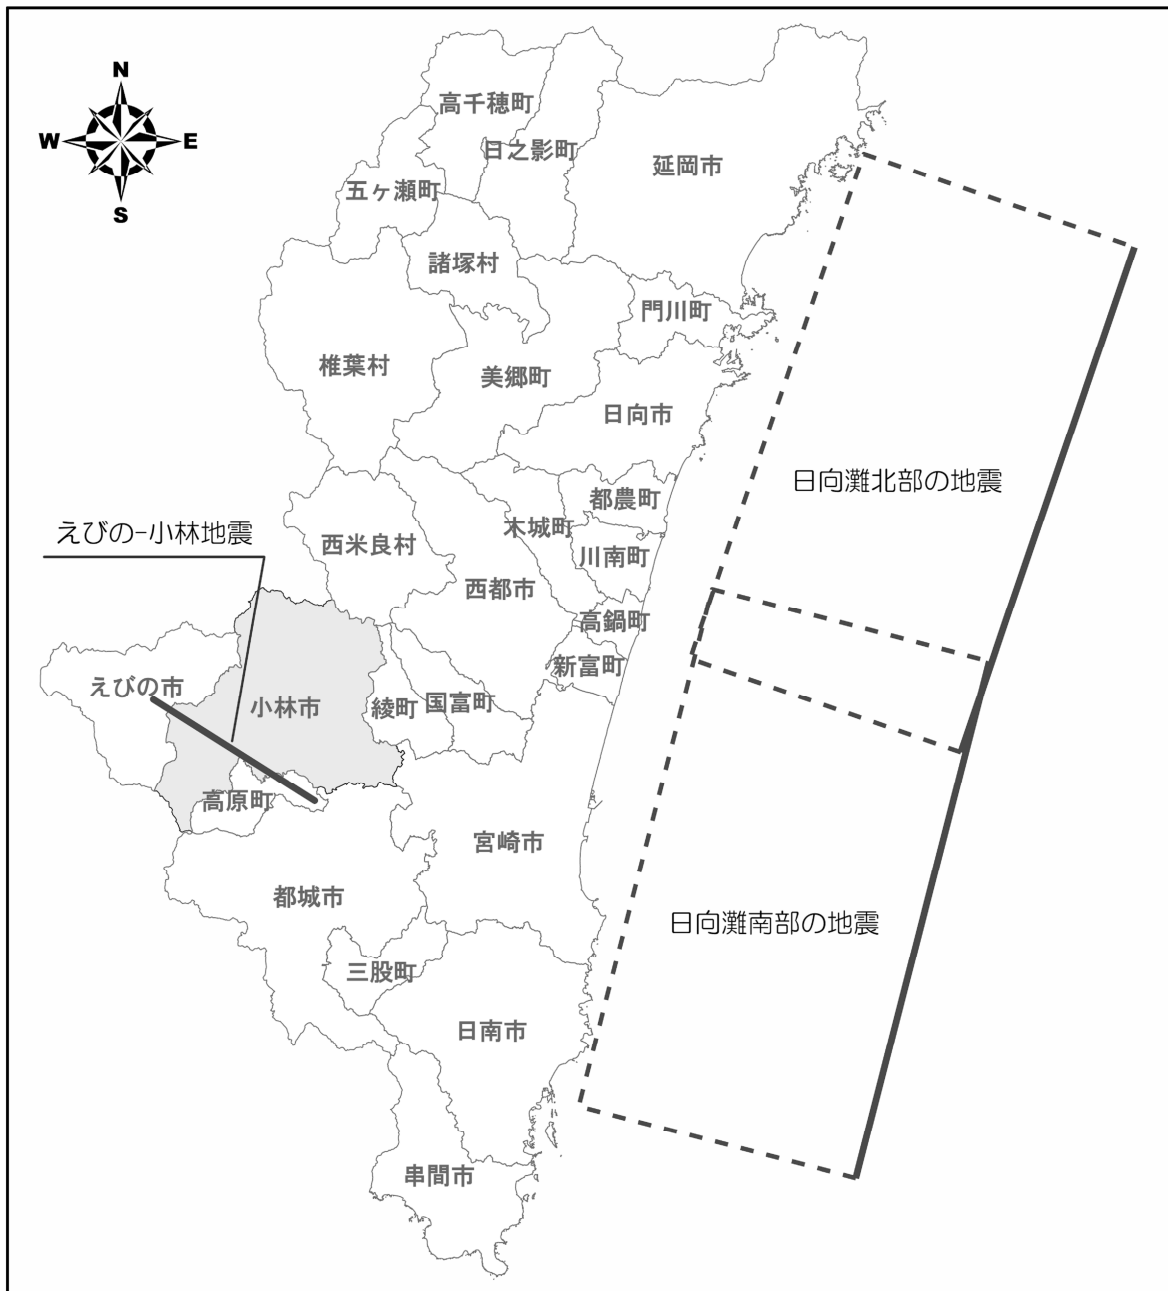 N
W
E
S
高千穂町
日之影町
延岡市
五ヶ瀬町
諸塚村
門川町
椎葉村
美郷町
日向市
日向灘北部の地震
都農町
木城町
えびの-小林地震
西米良村
川南町
西都市
高鍋町
新富町
えびの市
小林市
綾町
国富町
高原町
宮崎市
都城市
日向灘南部の地震
三股町
日南市
串間市